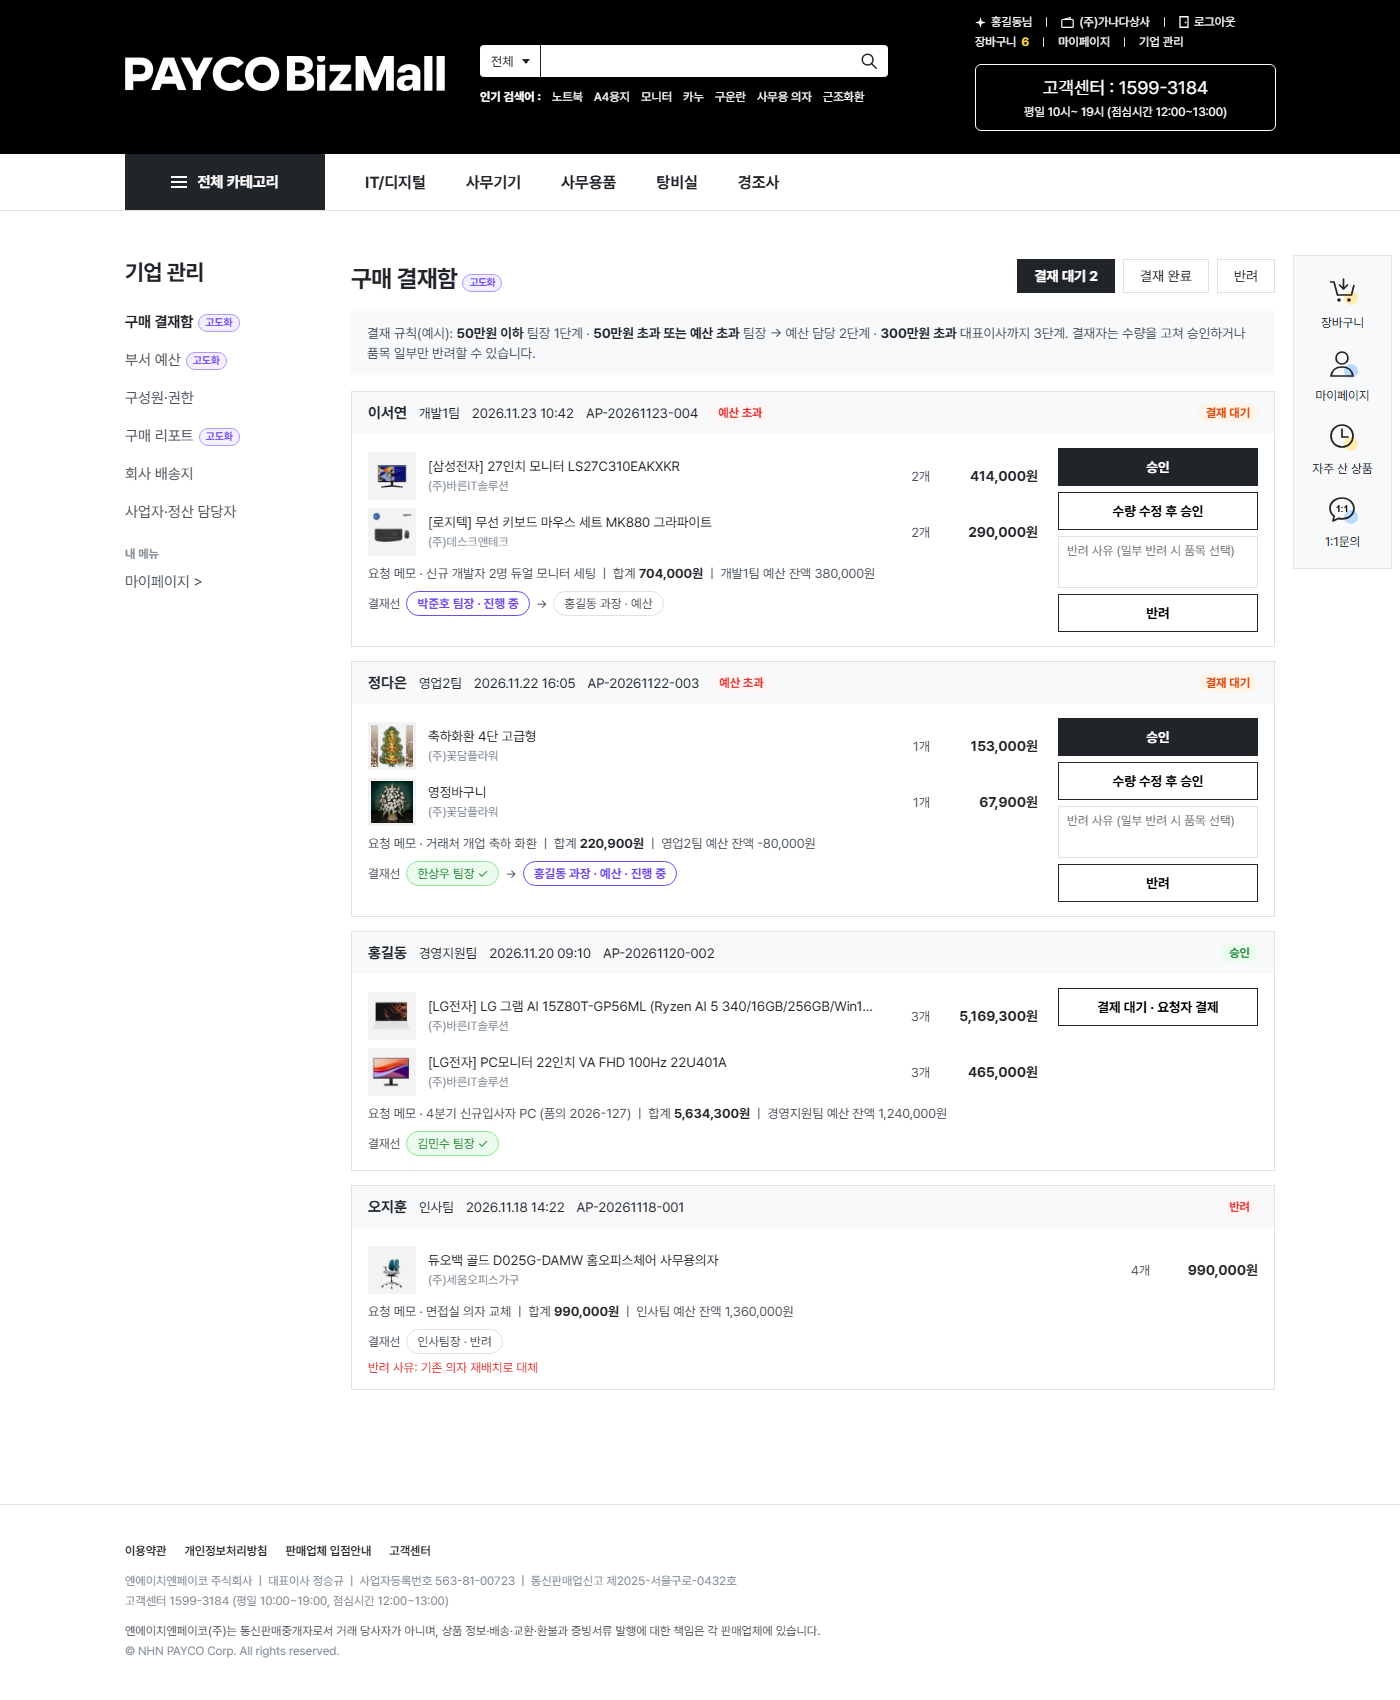 홍길동님 | (주)가나다상사 | 로그아웃
장바구니 6 | 마이페이지 | 기업 관리
PAYCO BizMall
전체
인기 검색어 : 노트북 A4용지 모니터 카누 구운란 사무용 의자 근조화환
고객센터 : 1599-3184
평일 10시~ 19시 (점심시간 12:00~13:00)
전체 카테고리
IT/디지털 사무기기 사무용품 탕비실 경조사
기업 관리
구매 결재함 고도화
부서 예산 고도화
구성원·권한
구매 리포트 고도화
회사 배송지
사업자·정산 담당자
내 메뉴
마이페이지 >
구매 결재함 고도화
결재 대기 2
결재 완료
반려
결재 규칙(예시): 50만원 이하 팀장 1단계 · 50만원 초과 또는 예산 초과 팀장 → 예산 담당 2단계 · 300만원 초과 대표이사까지 3단계. 결재자는 수량을 고쳐 승인하거나
품목 일부만 반려할 수 있습니다.
이서연 개발1팀 2026.11.23 10:42 AP-20261123-004 예산 초과 결재 대기
[삼성전자] 27인치 모니터 LS27C310EAKXKR
(주)바른IT솔루션
2개 414,000원
[로지텍] 무선 키보드 마우스 세트 MK880 그라파이트
(주)데스크앤테크
2개 290,000원
요청 메모 · 신규 개발자 2명 듀얼 모니터 세팅 | 합계 704,000원 | 개발1팀 예산 잔액 380,000원
결재선 박준호 팀장 · 진행 중 → 홍길동 과장 · 예산
승인
수량 수정 후 승인
반려 사유 (일부 반려 시 품목 선택)
반려
정다은 영업2팀 2026.11.22 16:05 AP-20261122-003 예산 초과 결재 대기
축하화환 4단 고급형
(주)꽃담플라워
1개 153,000원
영정바구니
(주)꽃담플라워
1개 67,900원
요청 메모 · 거래처 개업 축하 화환 | 합계 220,900원 | 영업2팀 예산 잔액 -80,000원
결재선 한상우 팀장 ✓ → 홍길동 과장 · 예산 · 진행 중
승인
수량 수정 후 승인
반려 사유 (일부 반려 시 품목 선택)
반려
홍길동 경영지원팀 2026.11.20 09:10 AP-20261120-002 승인
[LG전자] LG 그램 AI 15Z80T-GP56ML (Ryzen AI 5 340/16GB/256GB/Win1...
(주)바른IT솔루션
3개 5,169,300원
[LG전자] PC모니터 22인치 VA FHD 100Hz 22U401A
(주)바른IT솔루션
3개 465,000원
요청 메모 · 4분기 신규입사자 PC (품의 2026-127) | 합계 5,634,300원 | 경영지원팀 예산 잔액 1,240,000원
결재선 김민수 팀장 ✓
결제 대기 · 요청자 결제
오지훈 인사팀 2026.11.18 14:22 AP-20261118-001 반려
듀오백 골드 D025G-DAMW 홈오피스체어 사무용의자
(주)세움오피스가구
4개 990,000원
요청 메모 · 면접실 의자 교체 | 합계 990,000원 | 인사팀 예산 잔액 1,360,000원
결재선 인사팀장 · 반려
반려 사유: 기존 의자 재배치로 대체
장바구니
마이페이지
자주 산 상품
1:1
1:1문의
이용약관 개인정보처리방침 판매업체 입점안내 고객센터
엔에이치엔페이코 주식회사 | 대표이사 정승규 | 사업자등록번호 563-81-00723 | 통신판매업신고 제2025-서울구로-0432호
고객센터 1599-3184 (평일 10:00~19:00, 점심시간 12:00~13:00)
엔에이치엔페이코(주)는 통신판매중개자로서 거래 당사자가 아니며, 상품 정보·배송·교환·환불과 증빙서류 발행에 대한 책임은 각 판매업체에 있습니다.
© NHN PAYCO Corp. All rights reserved.